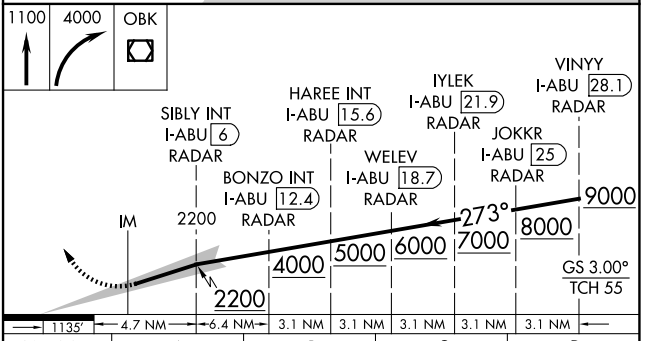 1100 4000 OBK
VINYY
I-ABU 28.1
RADAR
IYLEK
I-ABU 21.9
RADAR
HAREE INT
I-ABU 15.6
RADAR
JOKKR
I-ABU 25
RADAR
SIBLY INT
I-ABU 6
RADAR
WELEV
I-ABU 18.7
RADAR
BONZO INT
I-ABU 12.4
RADAR
IM
2200
273°
9000
8000
7000
6000
5000
4000
2200
GS 3.00°
TCH 55
1135' 4.7 NM 6.4 NM 3.1 NM 3.1 NM 3.1 NM 3.1 NM 3.1 NM